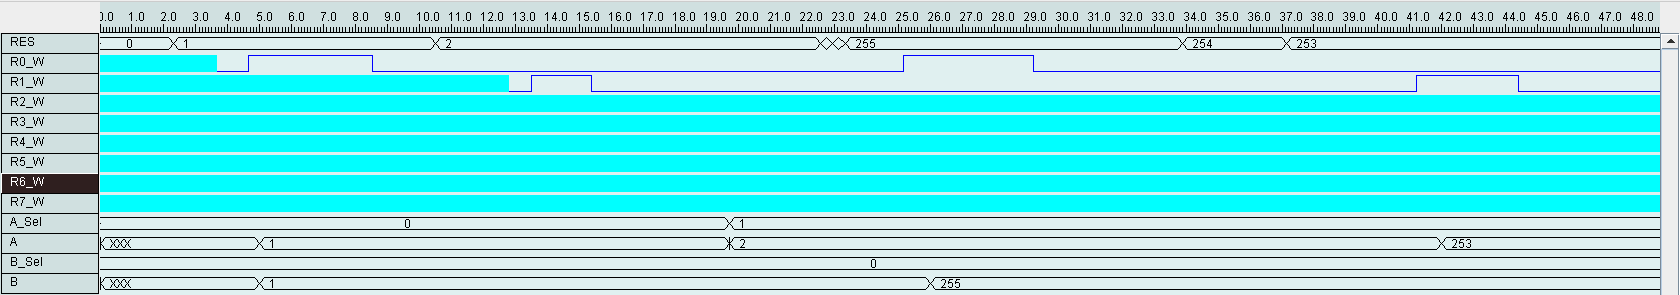 0.0 1.0 2.0 3.0 4.0 5.0 6.0 7.0 8.0 9.0 10.0 11.0 12.0 13.0 14.0 15.0 16.0 17.0 18.0 19.0 20.0 21.0 22.0 23.0 24.0 25.0 26.0 27.0 28.0 29.0 30.0 31.0 32.0 33.0 34.0 35.0 36.0 37.0 38.0 39.0 40.0 41.0 42.0 43.0 44.0 45.0 46.0 47.0 48.0
RES 0 1 2 255 254 253
R0_W
R1_W
R2_W
R3_W
R4_W
R5_W
R6_W
R7_W
A_Sel 0 1
A XXX 1 2 253
B_Sel 0
B XXX 1 255